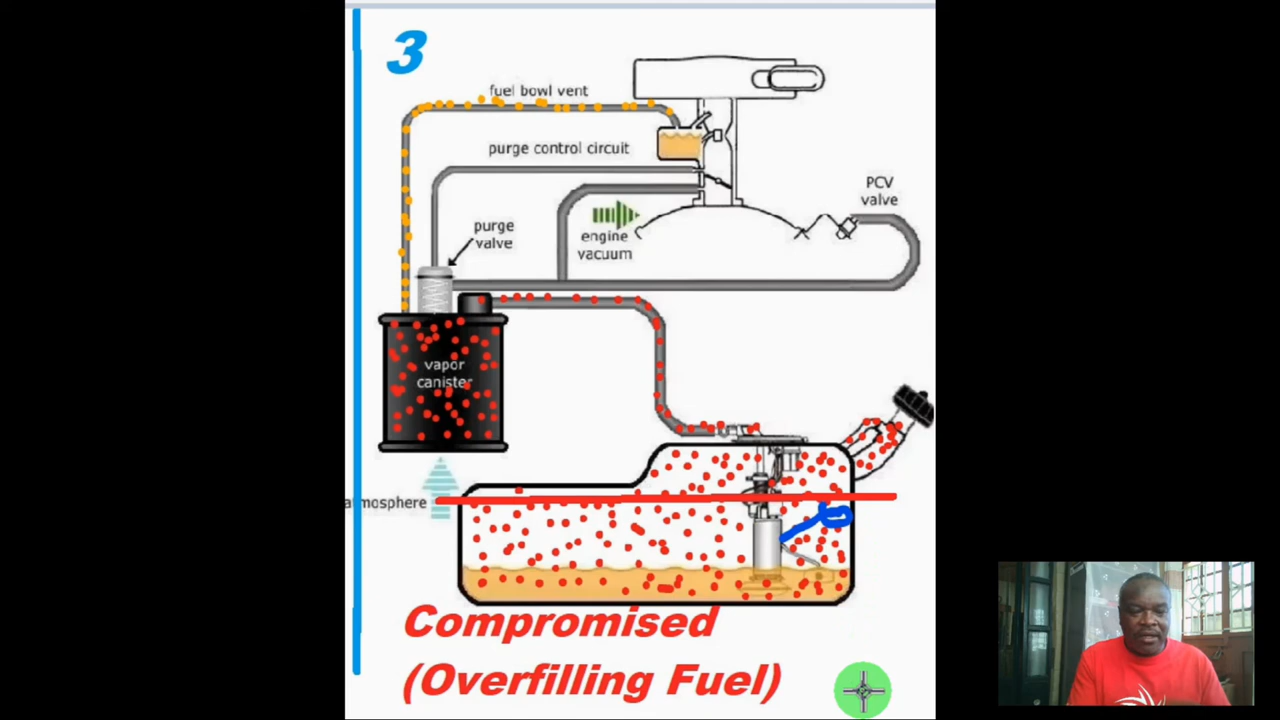 3
fuel bowl vent
purge control circuit
PCV
valve
purge
valve
engine
vacuum
vapor
canister
atmosphere
Compromised
(Overfilling Fuel)